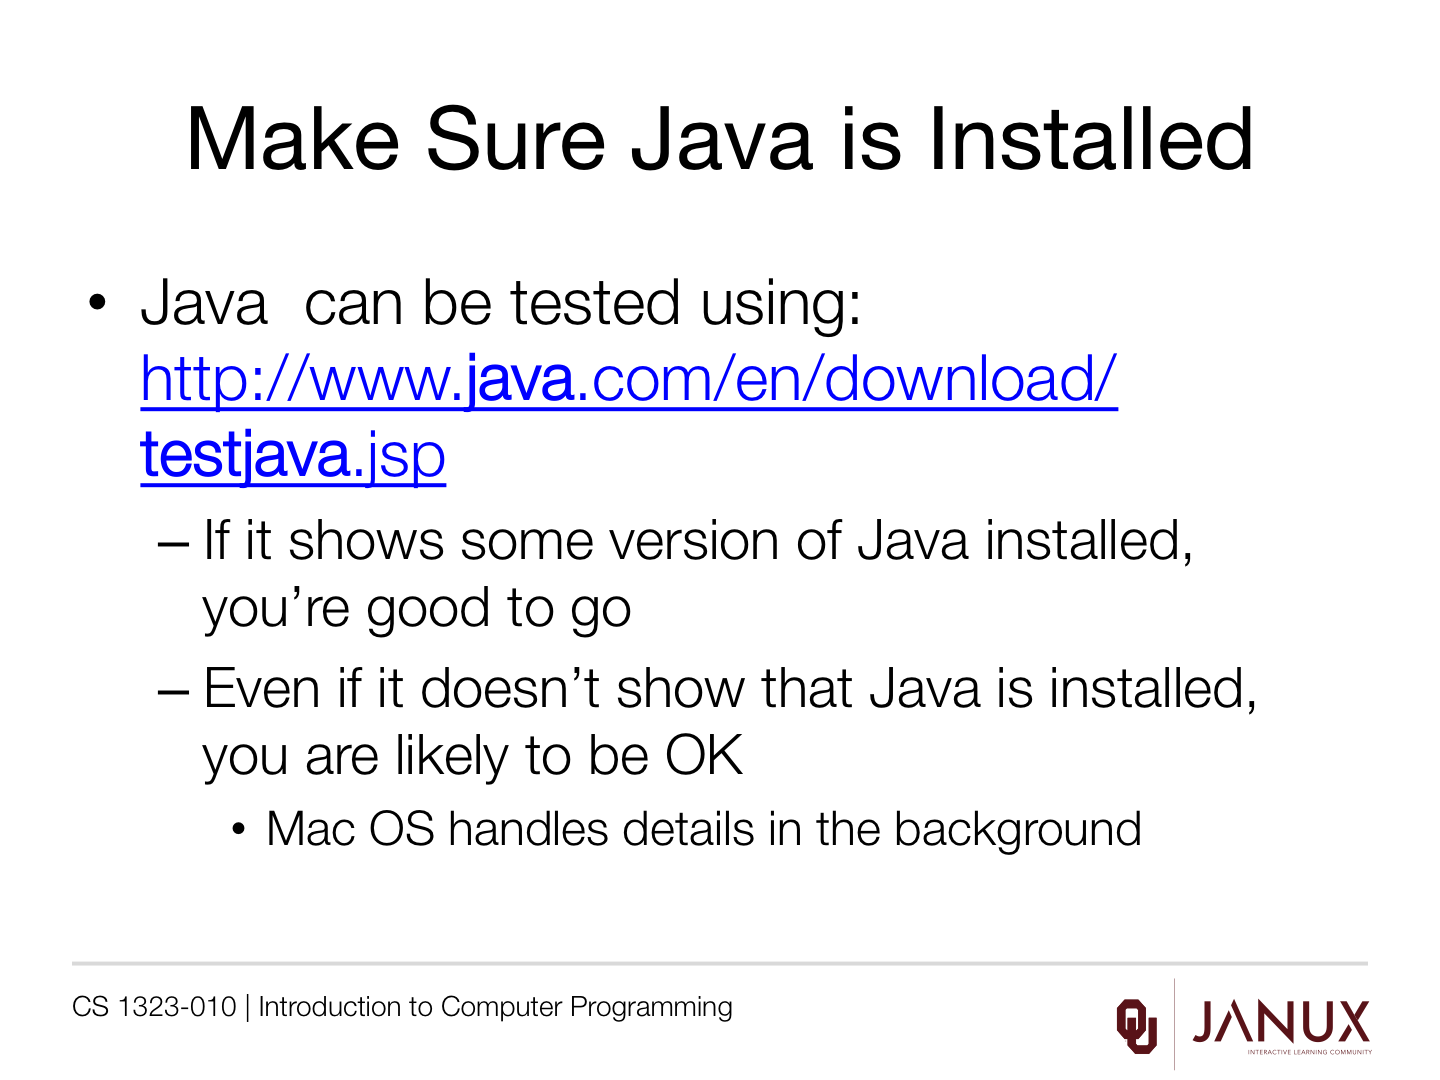 Make Sure Java is Installed
• Java  can be tested using:
http://www.java.com/en/download/
testjava.jsp
– If it shows some version of Java installed,
you’re good to go
– Even if it doesn’t show that Java is installed,
you are likely to be OK
• Mac OS handles details in the background
CS 1323-010 | Introduction to Computer Programming
OU
JANUX
INTERACTIVE LEARNING COMMUNITY